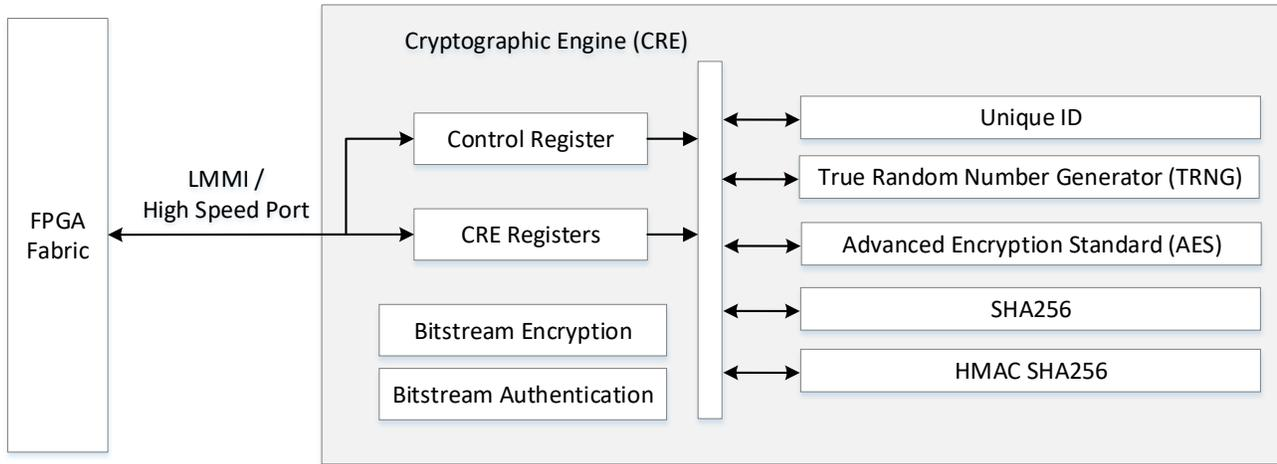 Cryptographic Engine (CRE)
FPGA
Fabric
LMMI /
High Speed Port
Control Register
CRE Registers
Bitstream Encryption
Bitstream Authentication
Unique ID
True Random Number Generator (TRNG)
Advanced Encryption Standard (AES)
SHA256
HMAC SHA256